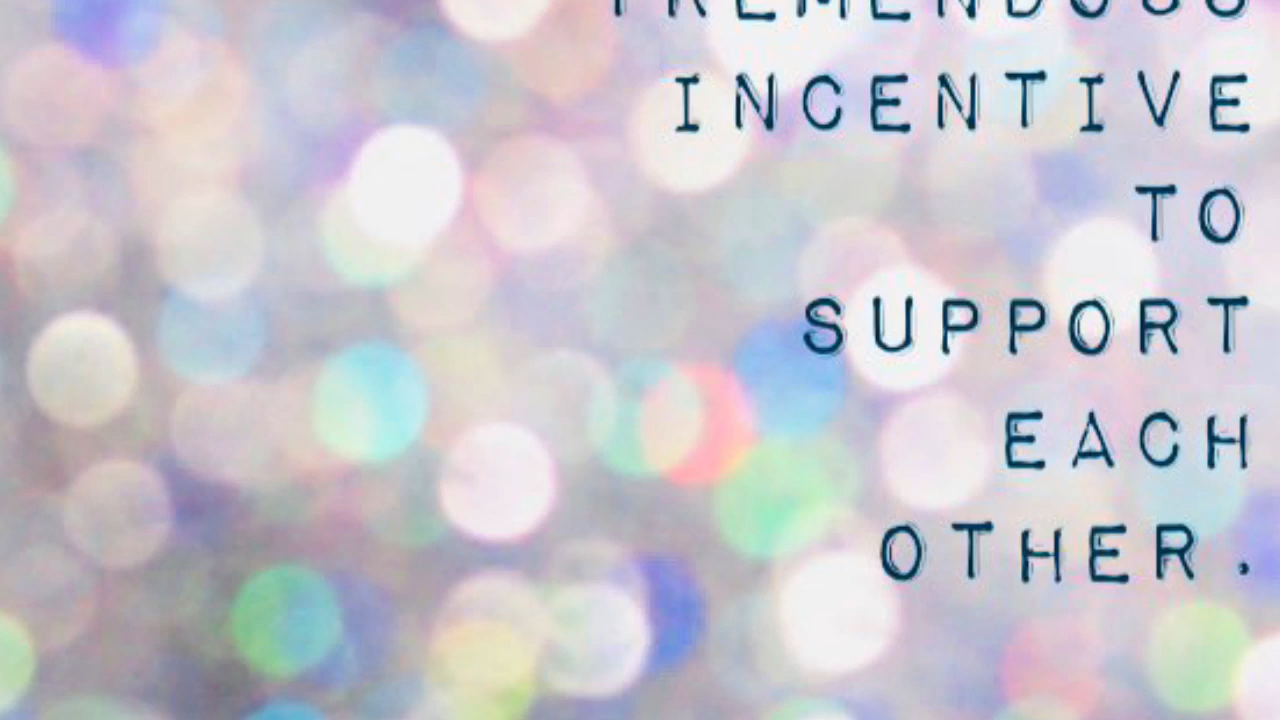 TREMENDOUS
INCENTIVE
TO
SUPPORT
EACH
OTHER.